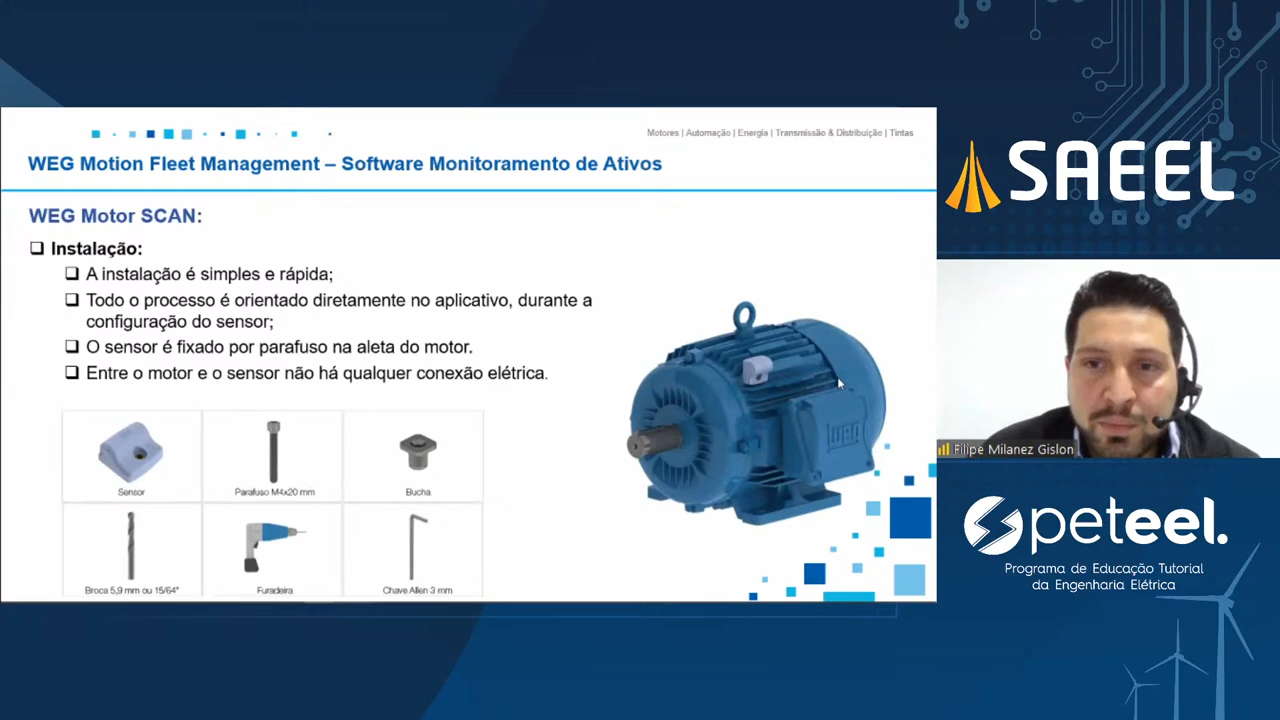 Motores | Automação | Energia | Transmissão & Distribuição | Tintas
WEG Motion Fleet Management – Software Monitoramento de Ativos
WEG Motor SCAN:
Instalação:
A instalação é simples e rápida;
Todo o processo é orientado diretamente no aplicativo, durante a
configuração do sensor;
O sensor é fixado por parafuso na aleta do motor.
Entre o motor e o sensor não há qualquer conexão elétrica.
Sensor
Parafuso M4x20 mm
Bucha
Broca 5,9 mm ou 15/64"
Furadeira
Chave Allen 3 mm
WEG
SAEEL
Filipe Milanez Gislon
peteel.
Programa de Educação Tutorial
da Engenharia Elétrica